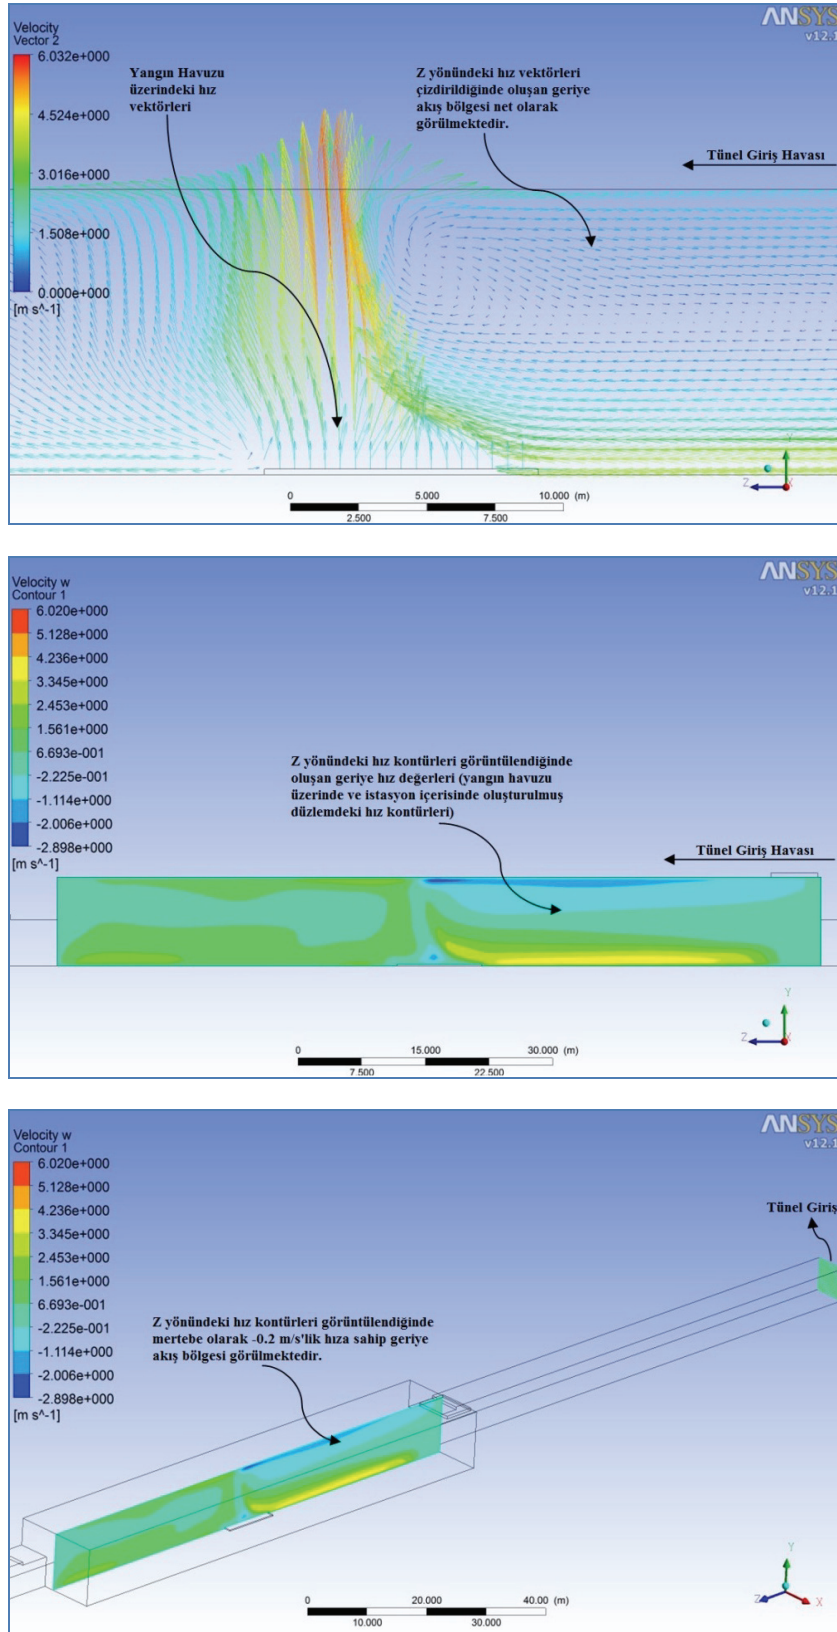 Velocity
Vector 2
6.032e+000
4.524e+000
3.016e+000
1.508e+000
0.000e+000
[m s^-1]
ANSYS
v12.1
Yangın Havuzu
üzerindeki hız
vektörleri
Z yönündeki hız vektörleri
çizdirildiğinde oluşan geriye
akış bölgesi net olarak
görülmektedir.
Tünel Giriş Havası
0
5.000
10.000 (m)
2.500
7.500
Y
Z
X
Velocity w
Contour 1
6.020e+000
5.128e+000
4.236e+000
3.345e+000
2.453e+000
1.561e+000
6.693e-001
-2.225e-001
-1.114e+000
-2.006e+000
-2.898e+000
[m s^-1]
ANSYS
v12.1
Z yönündeki hız kontürleri görüntülendiğinde
oluşan geriye hız değerleri (yangın havuzu
üzerinde ve istasyon içerisinde oluşturulmuş
düzlemdeki hız kontürleri)
Tünel Giriş Havası
0
15.000
30.000 (m)
7.500
22.500
Y
Z
X
Velocity w
Contour 1
6.020e+000
5.128e+000
4.236e+000
3.345e+000
2.453e+000
1.561e+000
6.693e-001
-2.225e-001
-1.114e+000
-2.006e+000
-2.898e+000
[m s^-1]
ANSYS
v12.1
Tünel Giriş
Z yönündeki hız kontürleri görüntülendiğinde
mertebe olarak -0.2 m/s'lik hıza sahip geriye
akış bölgesi görülmektedir.
0
20.000
40.00 (m)
10.000
30.000
Y
Z
X